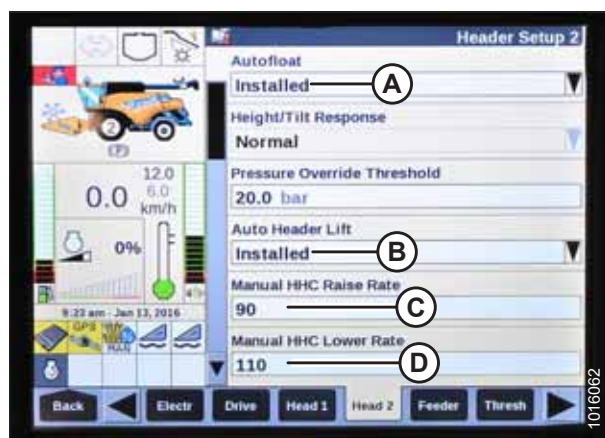 Header Setup 2
Autofloat
Installed
A
Height/Tilt Response
Normal
Pressure Override Threshold
20.0 bar
Auto Header Lift
Installed
B
Manual HHC Raise Rate
90
C
Manual HHC Lower Rate
110
D
2
(P)
0.0
12.0
6.0
km/h
0%
9:23 am Jan 13, 2016
GPS
Back
Electr
Drive
Head 1
Head 2
Feeder
Thresh
1016062